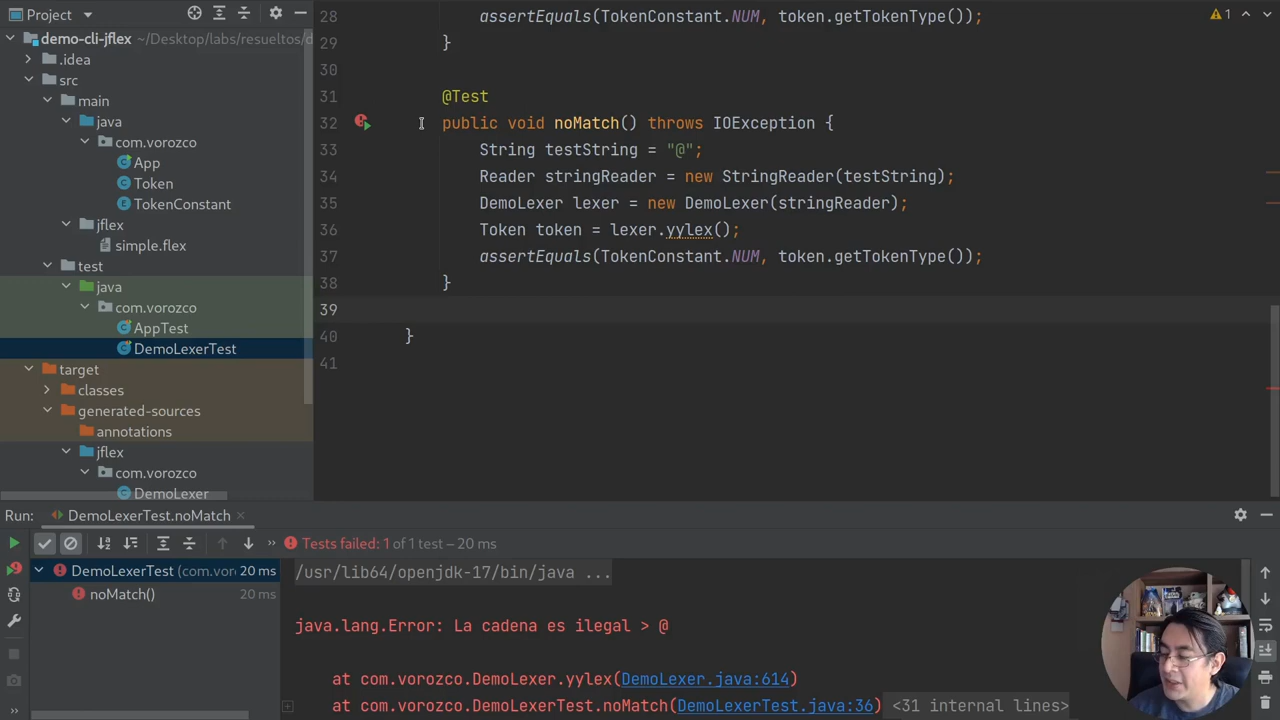 Project
demo-cli-jflex ~/Desktop/labs/resueltos/d
.idea
src
main
java
com.vorozco
App
Token
TokenConstant
jflex
simple.flex
test
java
com.vorozco
AppTest
DemoLexerTest
target
classes
generated-sources
annotations
jflex
com.vorozco
DemoLexer
28 assertEquals(TokenConstant.NUM, token.getTokenType());
29 }
30
31 @Test
32 public void noMatch() throws IOException {
33 String testString = "@";
34 Reader stringReader = new StringReader(testString);
35 DemoLexer lexer = new DemoLexer(stringReader);
36 Token token = lexer.yylex();
37 assertEquals(TokenConstant.NUM, token.getTokenType());
38 }
39
40 }
41
1
Run: DemoLexerTest.noMatch
Tests failed: 1 of 1 test – 20 ms
DemoLexerTest (com.voro 20 ms
noMatch() 20 ms
/usr/lib64/openjdk-17/bin/java ...
java.lang.Error: La cadena es ilegal > @
at com.vorozco.DemoLexer.yylex(DemoLexer.java:614)
at com.vorozco.DemoLexerTest.noMatch(DemoLexerTest.java:36) <31 internal lines>